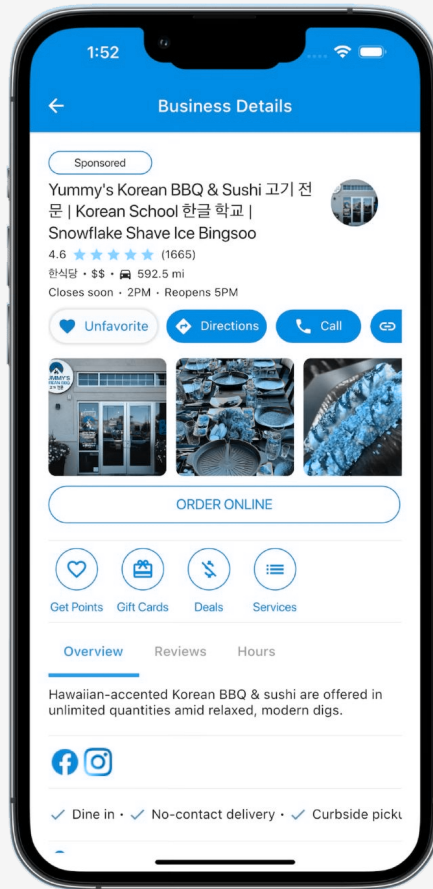 1:52
Business Details
Sponsored
Yummy's Korean BBQ & Sushi 고기 전
문 | Korean School 한글 학교 |
Snowflake Shave Ice Bingsoo
4.6 (1665)
한식당 • $$ • 592.5 mi
Closes soon • 2PM • Reopens 5PM
Unfavorite
Directions
Call
YUMMY'S
ORDER ONLINE
Get Points
Gift Cards
Deals
Services
Overview
Reviews
Hours
Hawaiian-accented Korean BBQ & sushi are offered in
unlimited quantities amid relaxed, modern digs.
Dine in • No-contact delivery • Curbside picku